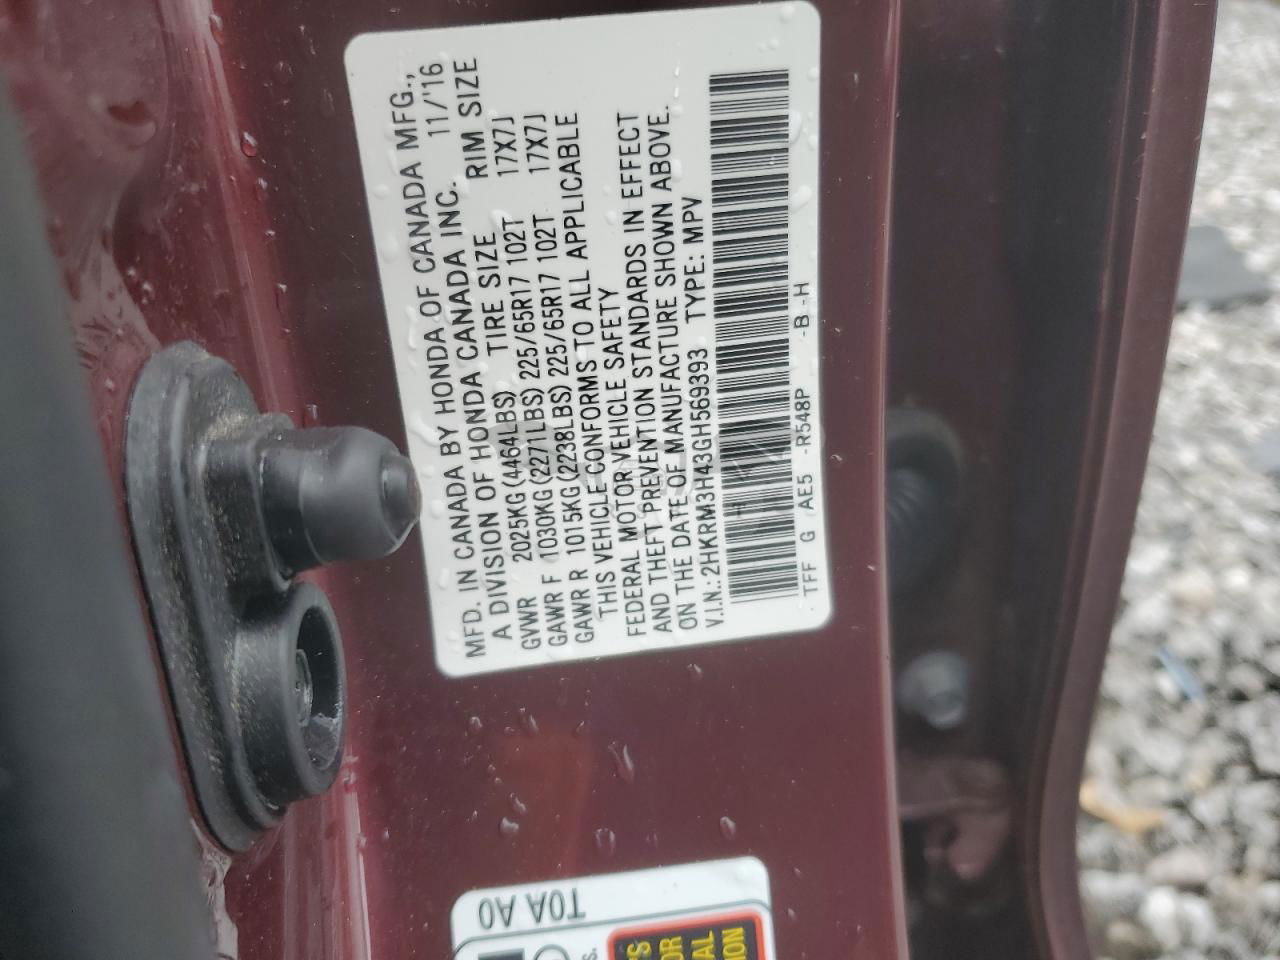 MFD. IN CANADA BY HONDA OF CANADA MFG.,
A DIVISION OF HONDA CANADA INC. 11/'16
TIRE SIZE RIM SIZE
GVWR 2025KG(4464LBS)
GAWR F 1030KG(2271LBS) 225/65R17 102T 17X7J
GAWR R 1015KG(2238LBS) 225/65R17 102T 17X7J
THIS VEHICLE CONFORMS TO ALL APPLICABLE
FEDERAL MOTOR VEHICLE SAFETY
AND THEFT PREVENTION STANDARDS IN EFFECT
ON THE DATE OF MANUFACTURE SHOWN ABOVE.
V.I.N.: 2HKRM3H43GH569393 TYPE: MPV
TFF G AE5 -R548P -B -H
T0A A0